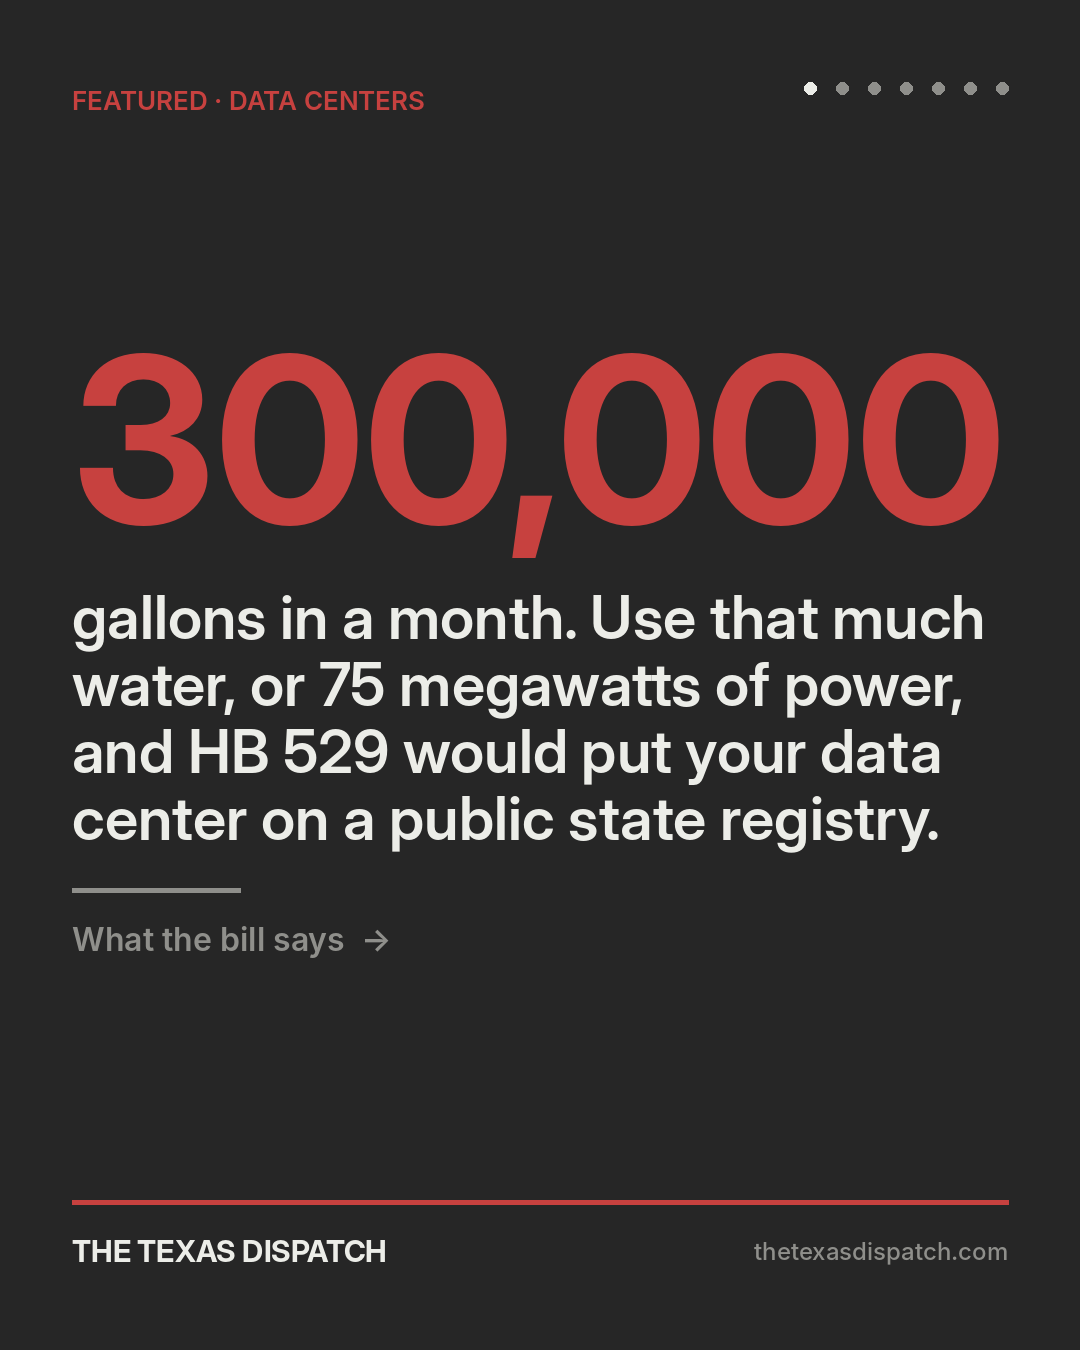 FEATURED · DATA CENTERS
300,000
gallons in a month. Use that much
water, or 75 megawatts of power,
and HB 529 would put your data
center on a public state registry.
What the bill says →
THE TEXAS DISPATCH
thetexasdispatch.com